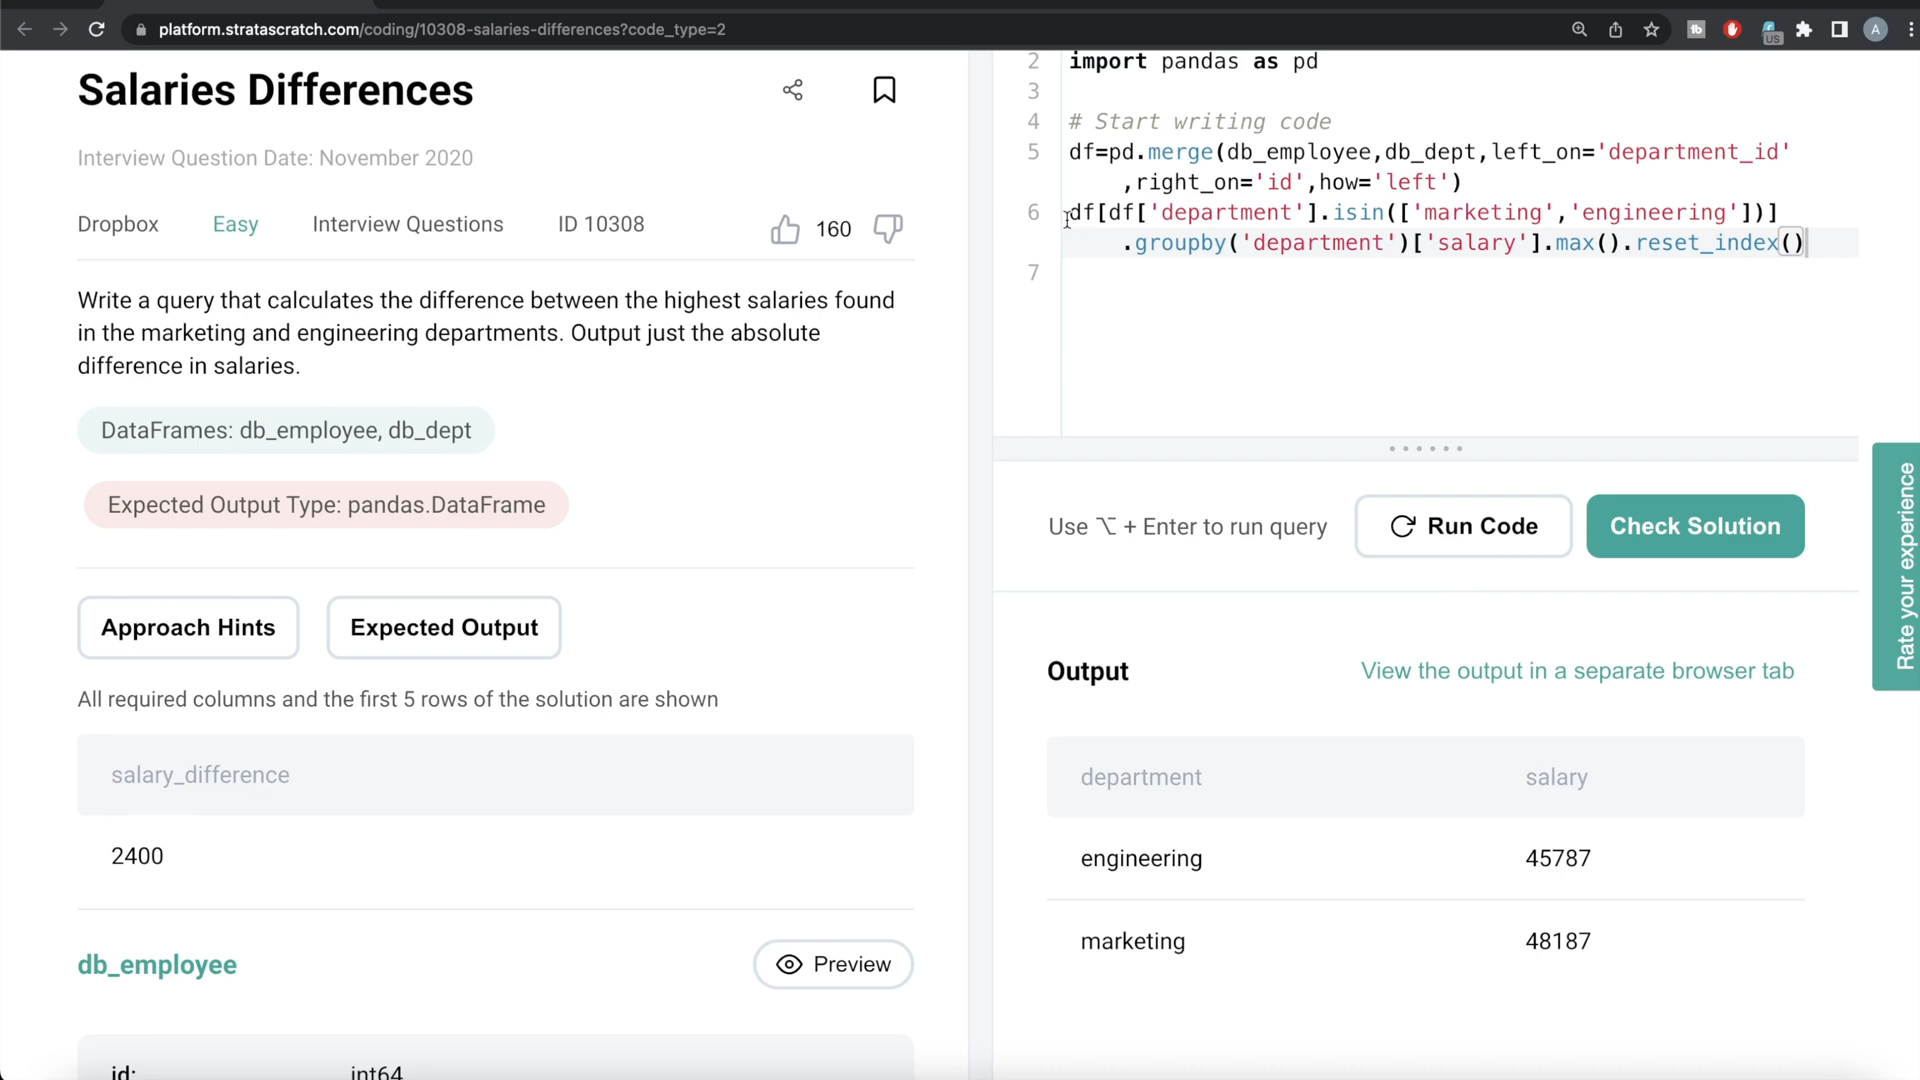 platform.stratascratch.com/coding/10308-salaries-differences?code_type=2
US
A
Salaries Differences
Interview Question Date: November 2020
Dropbox Easy Interview Questions ID 10308 160
Write a query that calculates the difference between the highest salaries found
in the marketing and engineering departments. Output just the absolute
difference in salaries.
DataFrames: db_employee, db_dept
Expected Output Type: pandas.DataFrame
Approach Hints Expected Output
All required columns and the first 5 rows of the solution are shown
salary_difference
2400
db_employee Preview
id: int64
2 import pandas as pd
3
4 # Start writing code
5 df=pd.merge(db_employee,db_dept,left_on='department_id'
,right_on='id',how='left')
6 df[df['department'].isin(['marketing','engineering'])]
.groupby('department')['salary'].max().reset_index()
7
Use ⌥ + Enter to run query Run Code Check Solution
Output View the output in a separate browser tab
department salary
engineering 45787
marketing 48187
Rate your experience